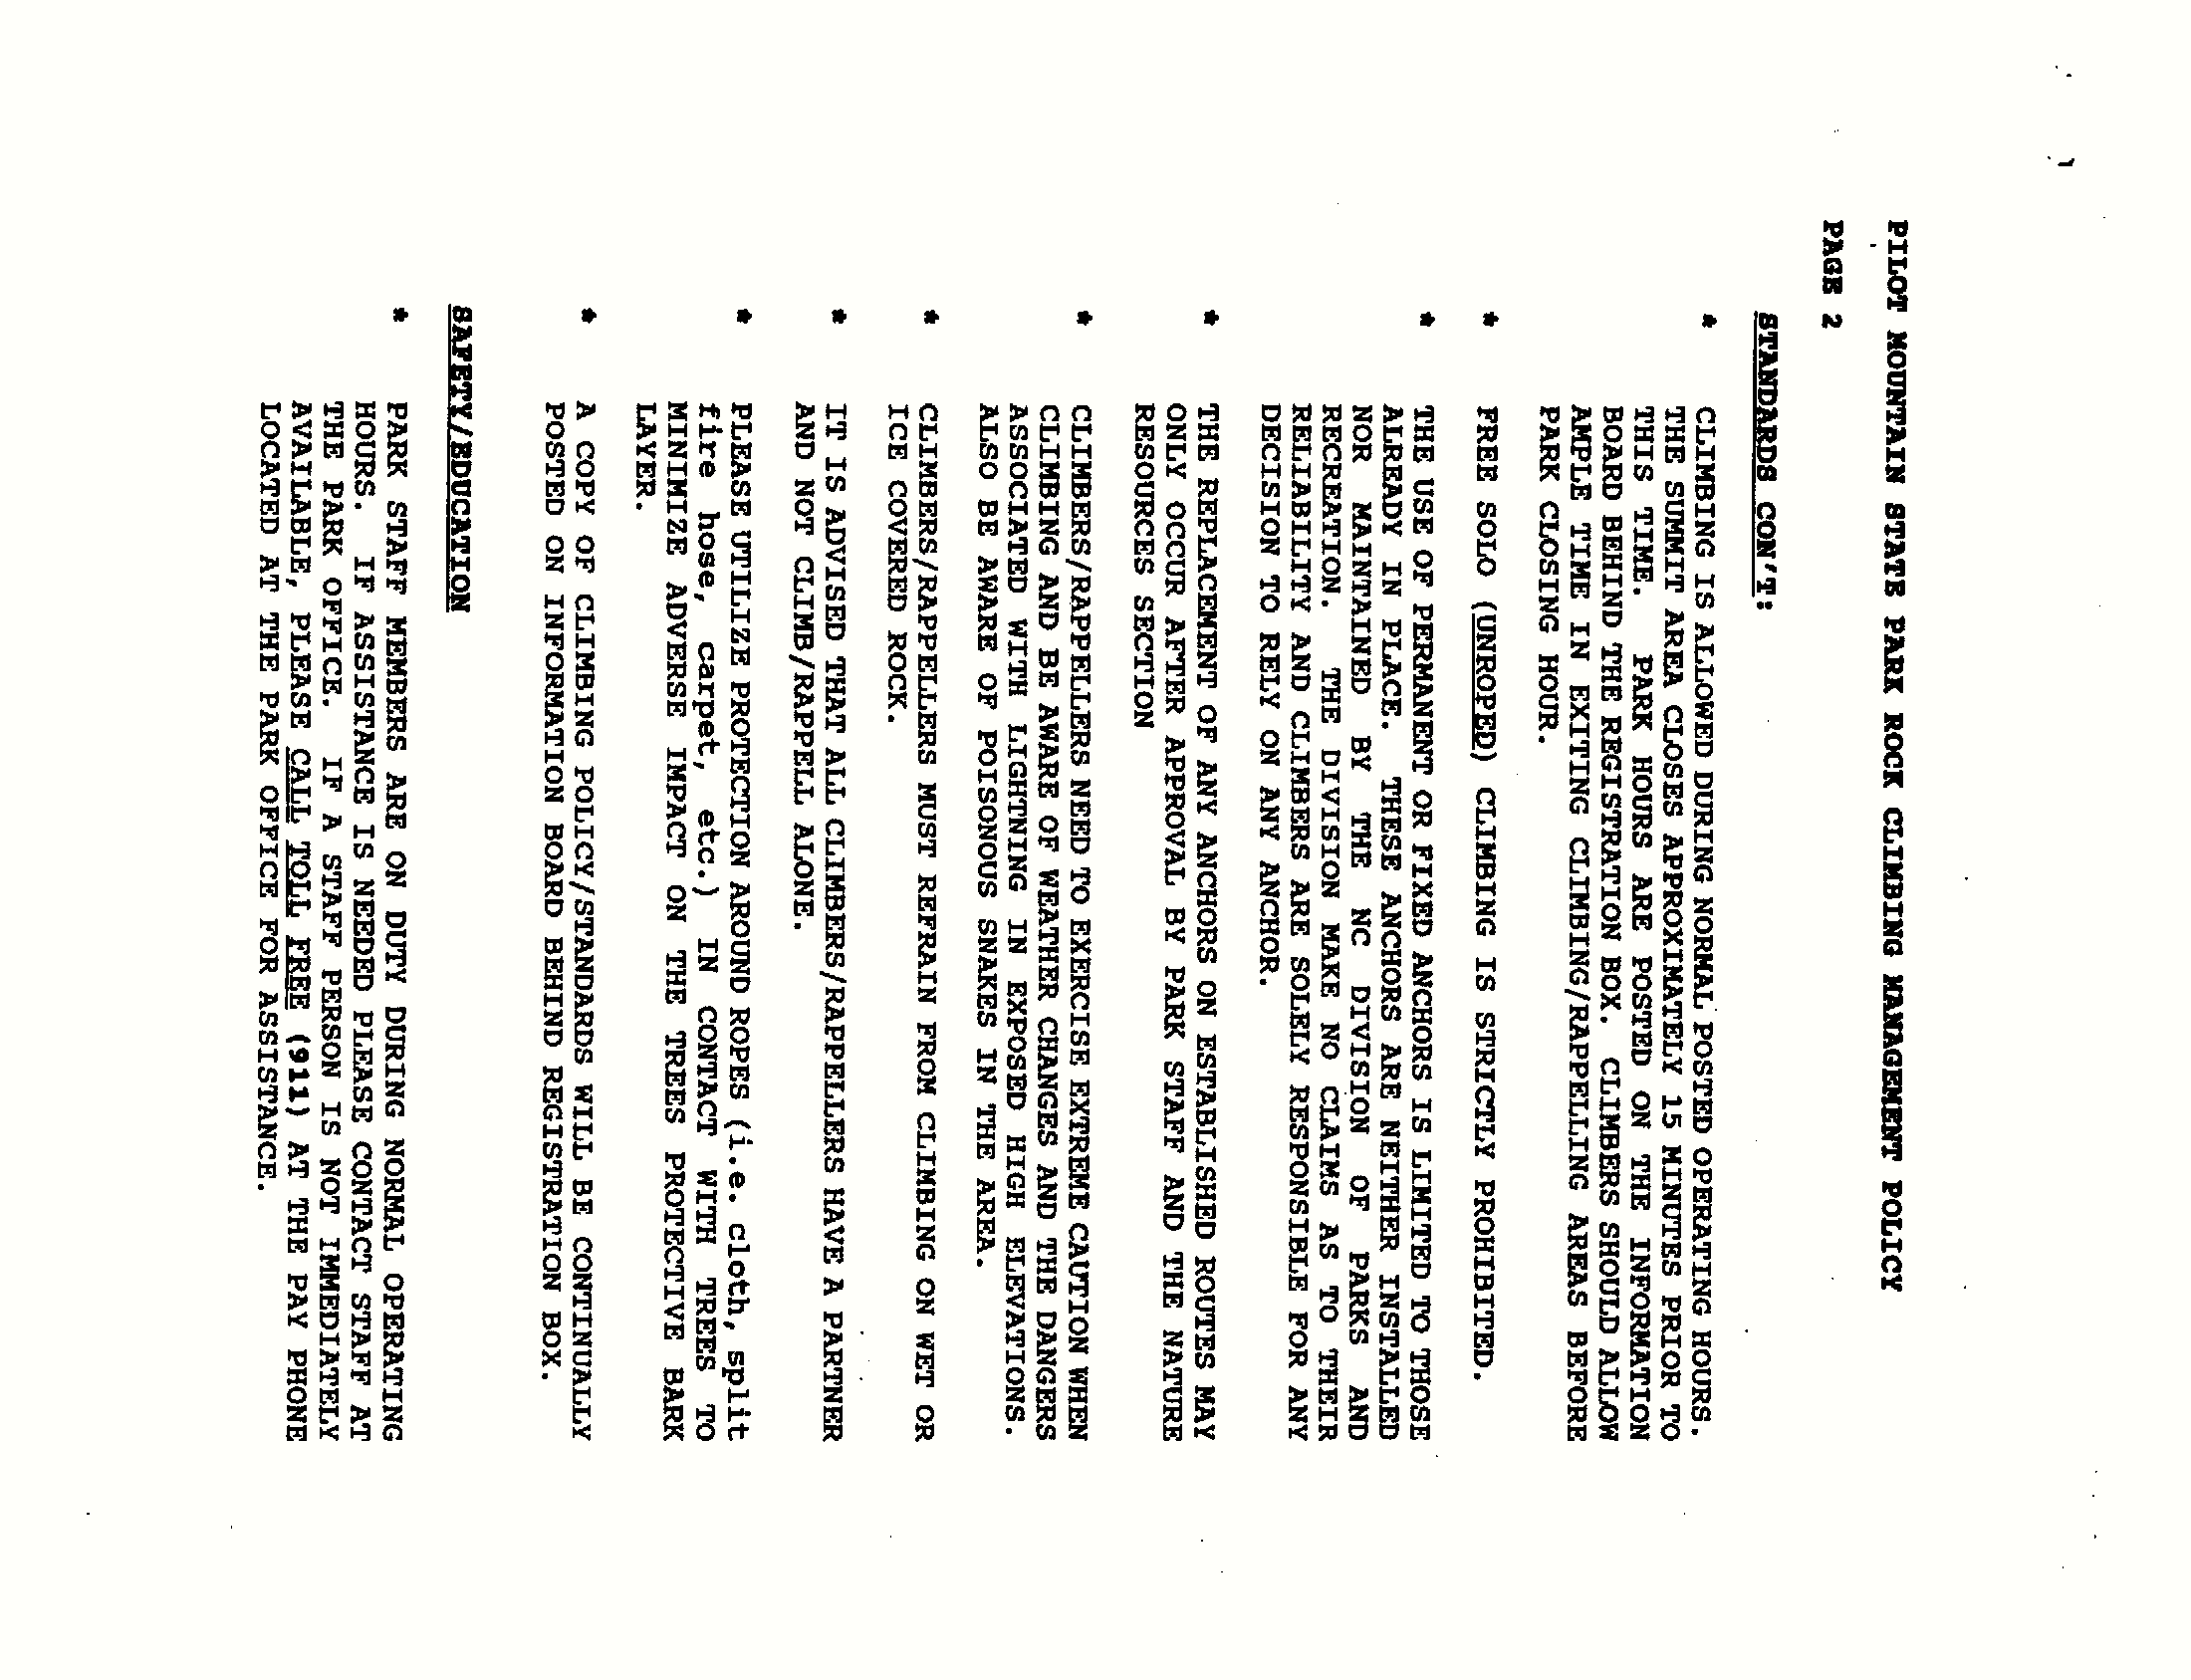 PILOT MOUNTAIN STATE PARK ROCK CLIMBING MANAGEMENT POLICY
PAGE 2
STANDARDS CON'T:
* CLIMBING IS ALLOWED DURING NORMAL POSTED OPERATING HOURS.
THE SUMMIT AREA CLOSES APPROXIMATELY 15 MINUTES PRIOR TO
THIS TIME. PARK HOURS ARE POSTED ON THE INFORMATION
BOARD BEHIND THE REGISTRATION BOX. CLIMBERS SHOULD ALLOW
AMPLE TIME IN EXITING CLIMBING/RAPPELLING AREAS BEFORE
PARK CLOSING HOUR.
* FREE SOLO (UNROPED) CLIMBING IS STRICTLY PROHIBITED.
* THE USE OF PERMANENT OR FIXED ANCHORS IS LIMITED TO THOSE
ALREADY IN PLACE. THESE ANCHORS ARE NEITHER INSTALLED
NOR MAINTAINED BY THE NC DIVISION OF PARKS AND
RECREATION. THE DIVISION MAKE NO CLAIMS AS TO THEIR
RELIABILITY AND CLIMBERS ARE SOLELY RESPONSIBLE FOR ANY
DECISION TO RELY ON ANY ANCHOR.
* THE REPLACEMENT OF ANY ANCHORS ON ESTABLISHED ROUTES MAY
ONLY OCCUR AFTER APPROVAL BY PARK STAFF AND THE NATURE
RESOURCES SECTION
* CLIMBERS/RAPPELLERS NEED TO EXERCISE EXTREME CAUTION WHEN
CLIMBING AND BE AWARE OF WEATHER CHANGES AND THE DANGERS
ASSOCIATED WITH LIGHTNING IN EXPOSED HIGH ELEVATIONS.
ALSO BE AWARE OF POISONOUS SNAKES IN THE AREA.
* CLIMBERS/RAPPELLERS MUST REFRAIN FROM CLIMBING ON WET OR
ICE COVERED ROCK.
* IT IS ADVISED THAT ALL CLIMBERS/RAPPELLERS HAVE A PARTNER
AND NOT CLIMB/RAPPELL ALONE.
* PLEASE UTILIZE PROTECTION AROUND ROPES (i.e. cloth, split
fire hose, carpet, etc.) IN CONTACT WITH TREES TO
MINIMIZE ADVERSE IMPACT ON THE TREES PROTECTIVE BARK
LAYER.
* A COPY OF CLIMBING POLICY/STANDARDS WILL BE CONTINUALLY
POSTED ON INFORMATION BOARD BEHIND REGISTRATION BOX.
SAFETY/EDUCATION
* PARK STAFF MEMBERS ARE ON DUTY DURING NORMAL OPERATING
HOURS. IF ASSISTANCE IS NEEDED PLEASE CONTACT STAFF AT
THE PARK OFFICE. IF A STAFF PERSON IS NOT IMMEDIATELY
AVAILABLE, PLEASE CALL TOLL FREE (911) AT THE PAY PHONE
LOCATED AT THE PARK OFFICE FOR ASSISTANCE.